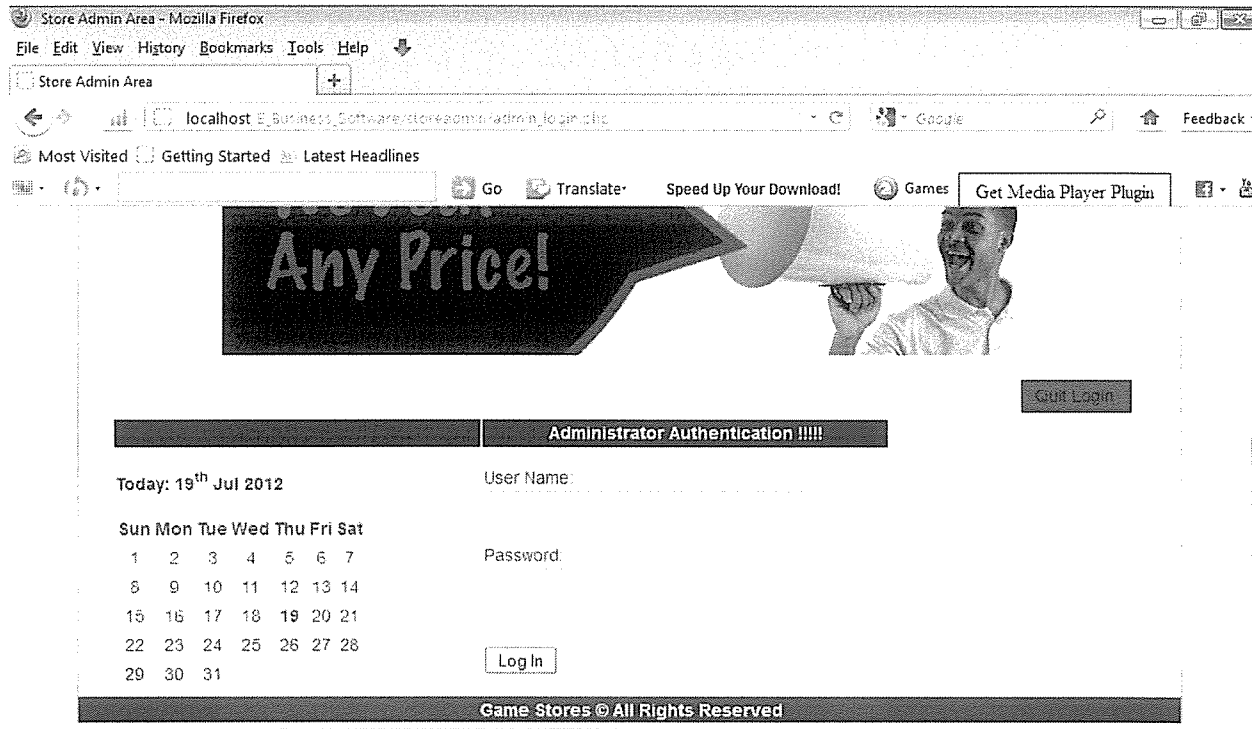 Store Admin Area - Mozilla Firefox
File Edit View History Bookmarks Tools Help
Store Admin Area +
localhost E_Business_Software/storeadmin/admin_login.php Google Feedback
Most Visited Getting Started Latest Headlines
Go Translate Speed Up Your Download! Games Get Media Player Plugin
Any Price!
Quit Login
Administrator Authentication !!!!!
Today: 19th Jul 2012
User Name:
Sun Mon Tue Wed Thu Fri Sat
1 2 3 4 5 6 7
Password:
8 9 10 11 12 13 14
15 16 17 18 19 20 21
22 23 24 25 26 27 28
Log In
29 30 31
Game Stores © All Rights Reserved